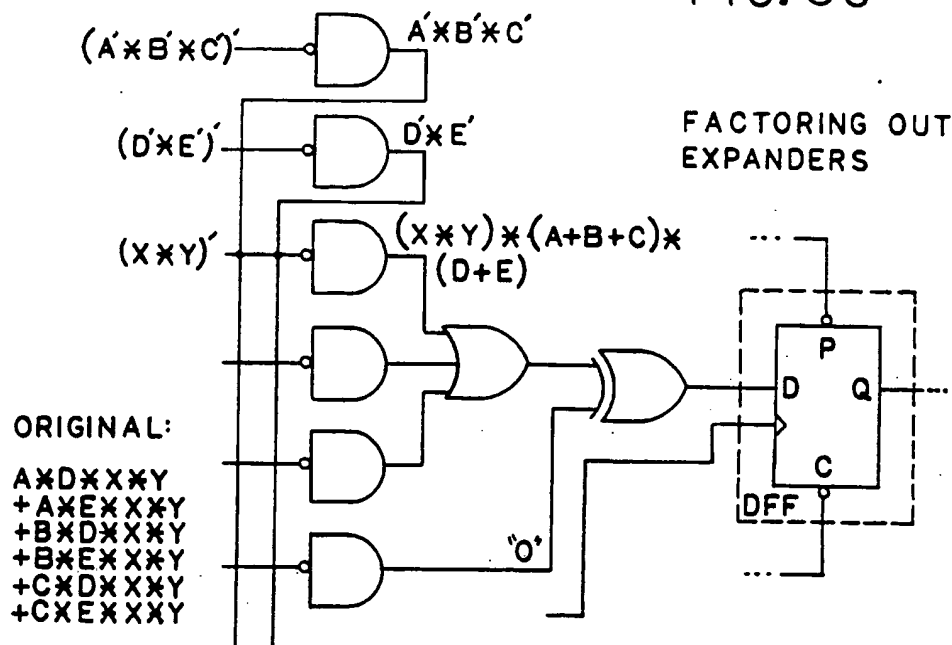 (A'*B'*C')'
A'*B'*C'
(D'*E')'
D'*E'
FACTORING OUT
EXPANDERS
(X*Y)'
(X*Y)*(A+B+C)*
(D+E)
P
D
Q
C
DFF
"0"
ORIGINAL:
A*D*X*Y
+A*E*X*Y
+B*D*X*Y
+B*E*X*Y
+C*D*X*Y
+C*E*X*Y